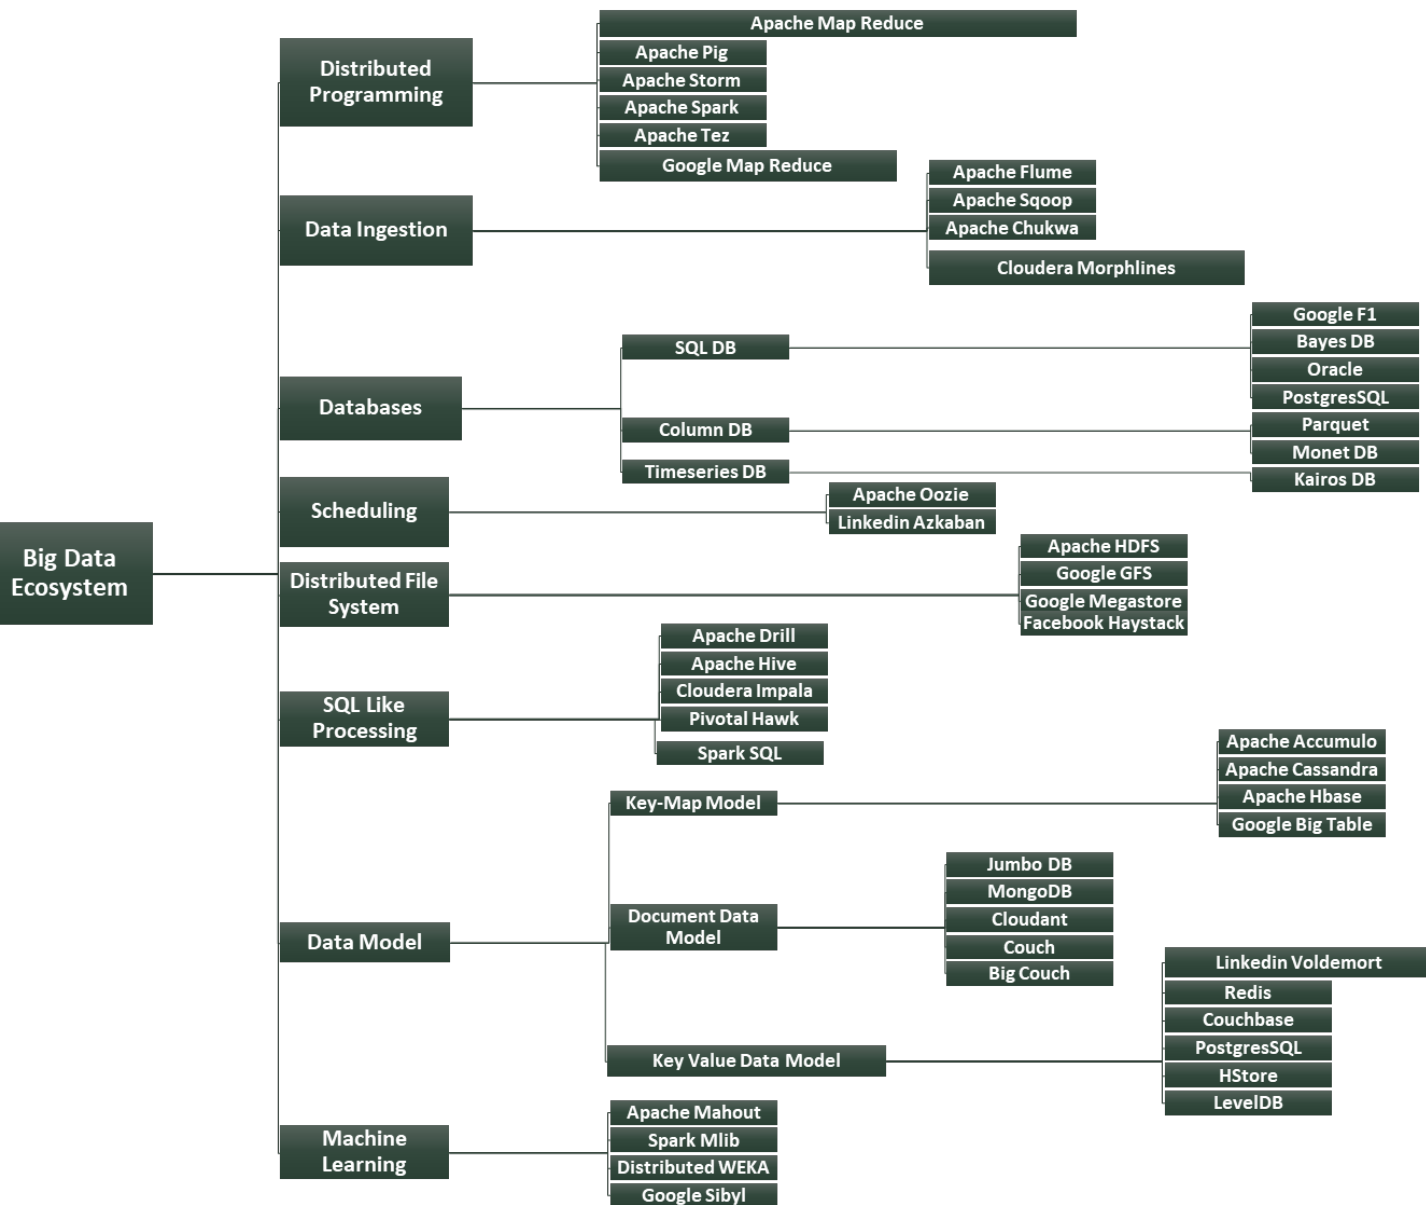 Big Data
Ecosystem
Distributed
Programming
Apache Map Reduce
Apache Pig
Apache Storm
Apache Spark
Apache Tez
Google Map Reduce
Data Ingestion
Apache Flume
Apache Sqoop
Apache Chukwa
Cloudera Morphlines
Databases
SQL DB
Google F1
Bayes DB
Oracle
PostgresSQL
Column DB
Parquet
Monet DB
Timeseries DB
Kairos DB
Scheduling
Apache Oozie
Linkedin Azkaban
Distributed File
System
Apache HDFS
Google GFS
Google Megastore
Facebook Haystack
SQL Like
Processing
Apache Drill
Apache Hive
Cloudera Impala
Pivotal Hawk
Spark SQL
Data Model
Key-Map Model
Apache Accumulo
Apache Cassandra
Apache Hbase
Google Big Table
Document Data
Model
Jumbo DB
MongoDB
Cloudant
Couch
Big Couch
Key Value Data Model
Linkedin Voldemort
Redis
Couchbase
PostgresSQL
HStore
LevelDB
Machine
Learning
Apache Mahout
Spark Mlib
Distributed WEKA
Google Sibyl